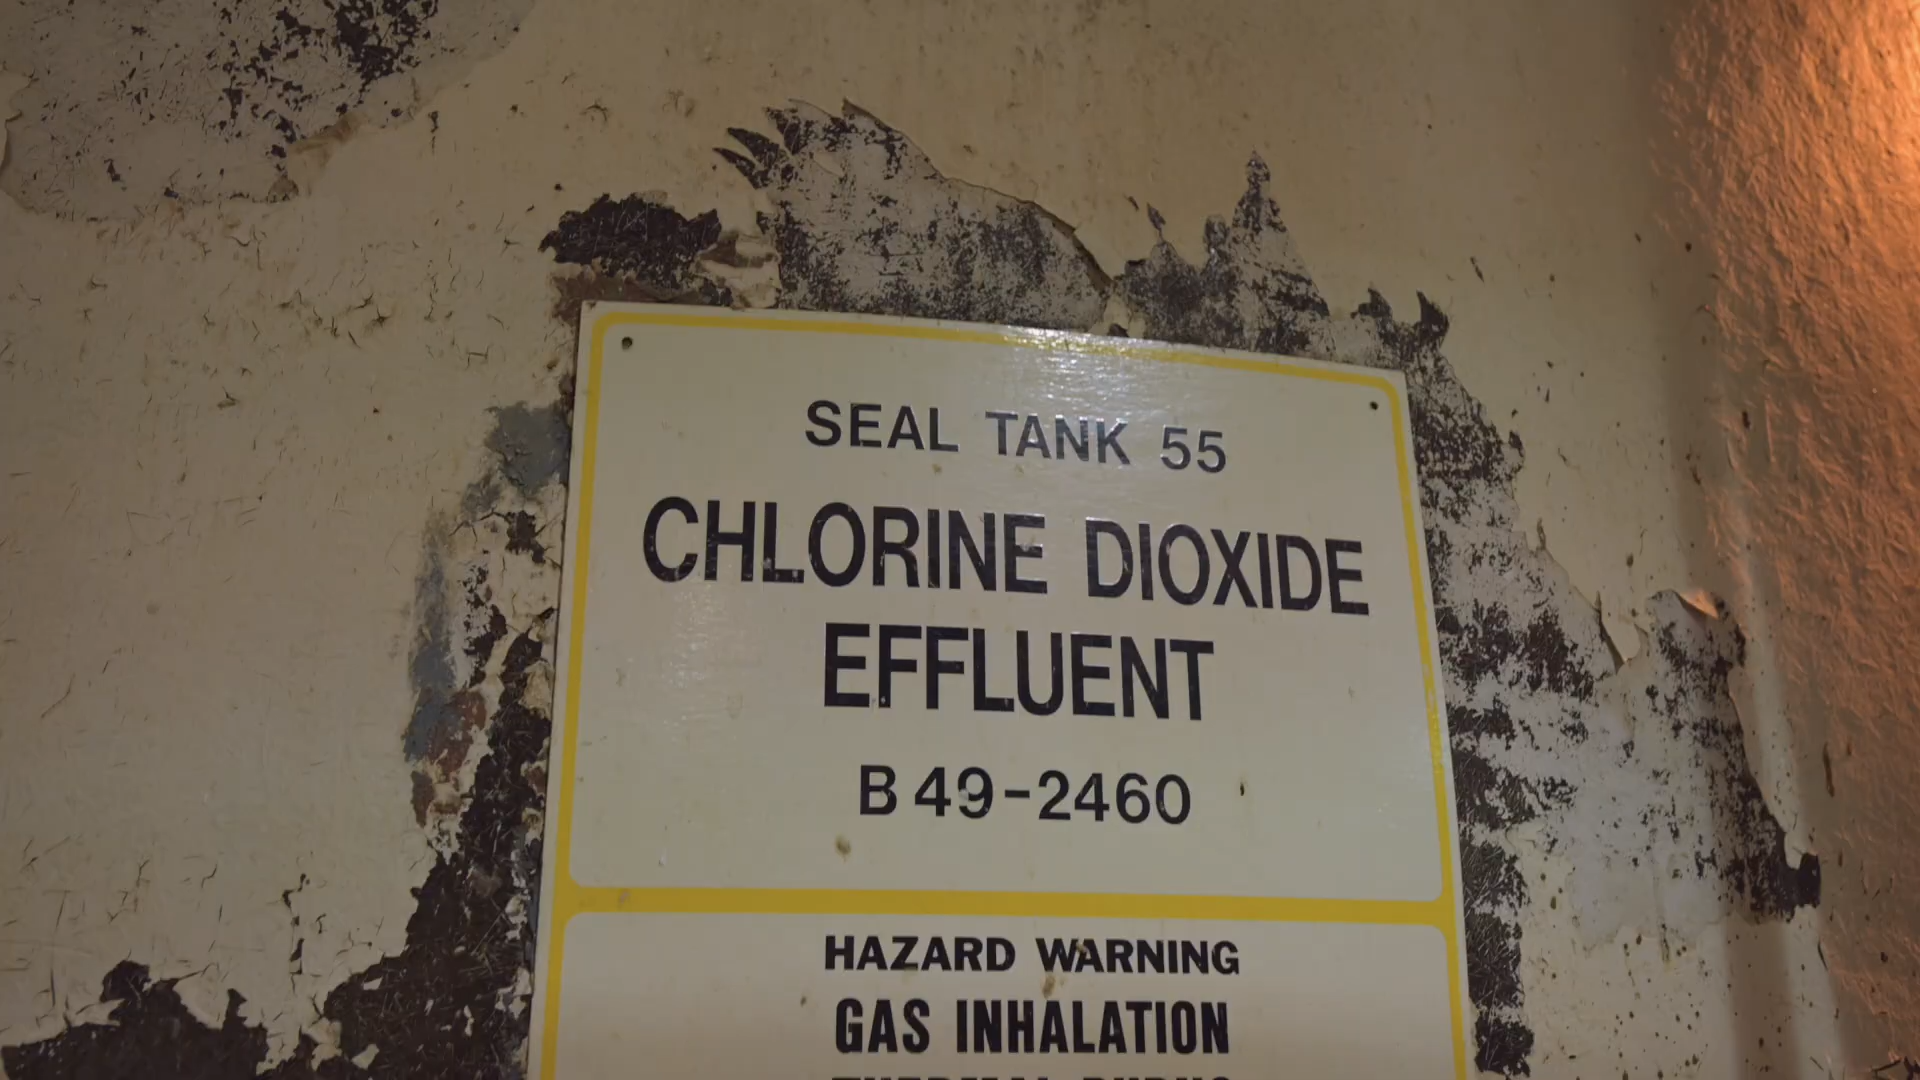 SEAL TANK 55
CHLORINE DIOXIDE
EFFLUENT
B 49-2460
HAZARD WARNING
GAS INHALATION